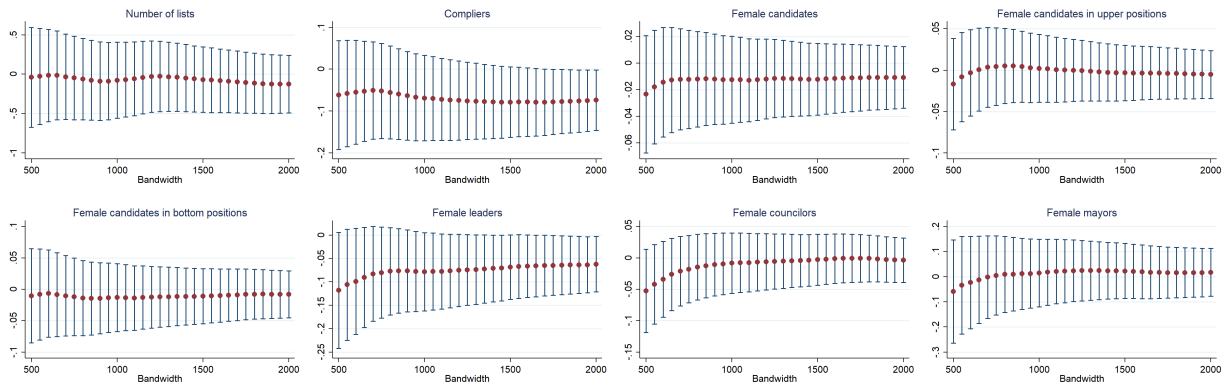 Number of lists
.5
0
-.5
-1
500 1000 1500 2000
Bandwidth
Compliers
.1
0
-.1
-.2
500 1000 1500 2000
Bandwidth
Female candidates
.02
0
-.02
-.04
-.06
500 1000 1500 2000
Bandwidth
Female candidates in upper positions
.05
0
-.05
-.1
500 1000 1500 2000
Bandwidth
Female candidates in bottom positions
.1
.05
0
-.05
-.1
500 1000 1500 2000
Bandwidth
Female leaders
.05
0
-.05
-.1
-.15
-.2
-.25
500 1000 1500 2000
Bandwidth
Female councilors
.05
0
-.05
-.1
-.15
500 1000 1500 2000
Bandwidth
Female mayors
.2
.1
0
-.1
-.2
-.3
500 1000 1500 2000
Bandwidth